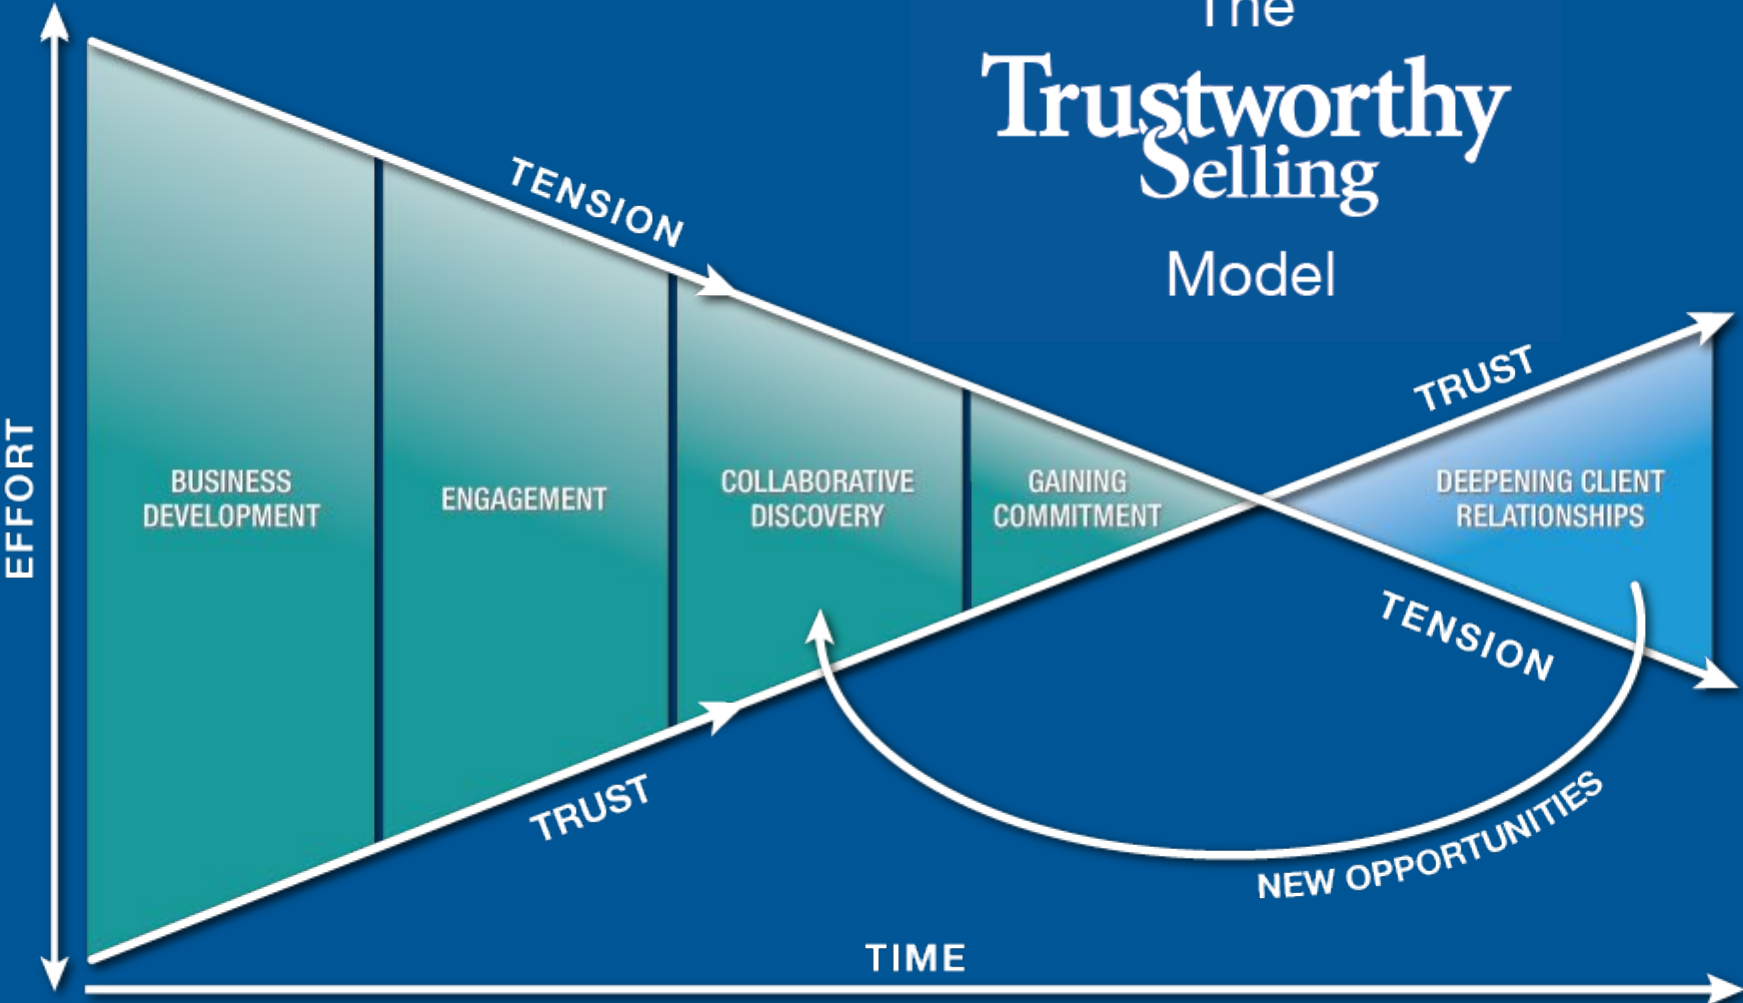 The
Trustworthy
Selling
Model
TENSION
TRUST
EFFORT
BUSINESS
DEVELOPMENT
ENGAGEMENT
COLLABORATIVE
DISCOVERY
GAINING
COMMITMENT
DEEPENING CLIENT
RELATIONSHIPS
TENSION
TRUST
NEW OPPORTUNITIES
TIME